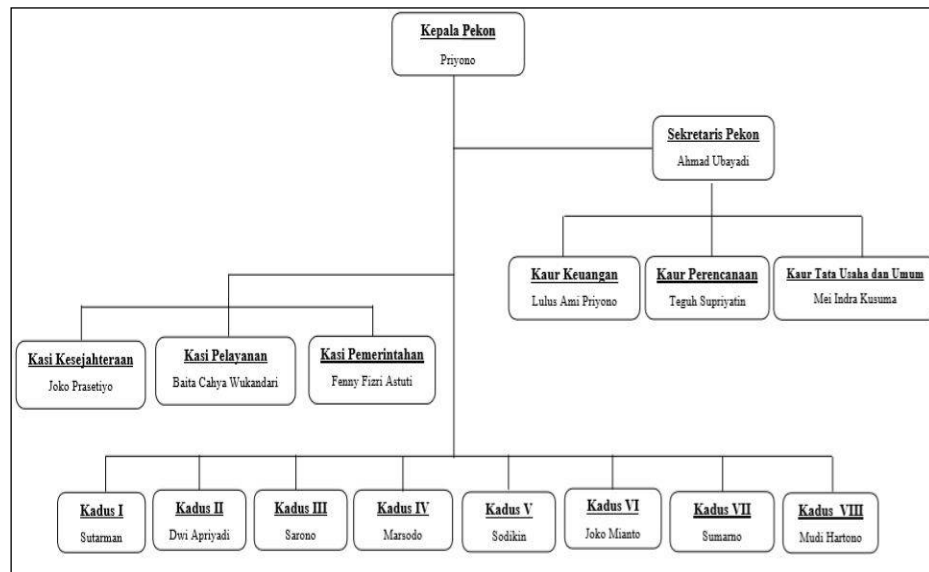 Kepala Pekon
Priyono
Sekretaris Pekon
Ahmad Ubayadi
Kaur Keuangan
Lulus Ami Priyono
Kaur Perencanaan
Teguh Supriyatin
Kaur Tata Usaha dan Umum
Mei Indra Kusuma
Kasi Kesejahteraan
Joko Prasetiyo
Kasi Pelayanan
Baita Cahya Wukandari
Kasi Pemerintahan
Fenny Fizri Astuti
Kadus I
Sutarman
Kadus II
Dwi Apriyadi
Kadus III
Sarono
Kadus IV
Marsodo
Kadus V
Sodikin
Kadus VI
Joko Mianto
Kadus VII
Sumarno
Kadus VIII
Mudi Hartono